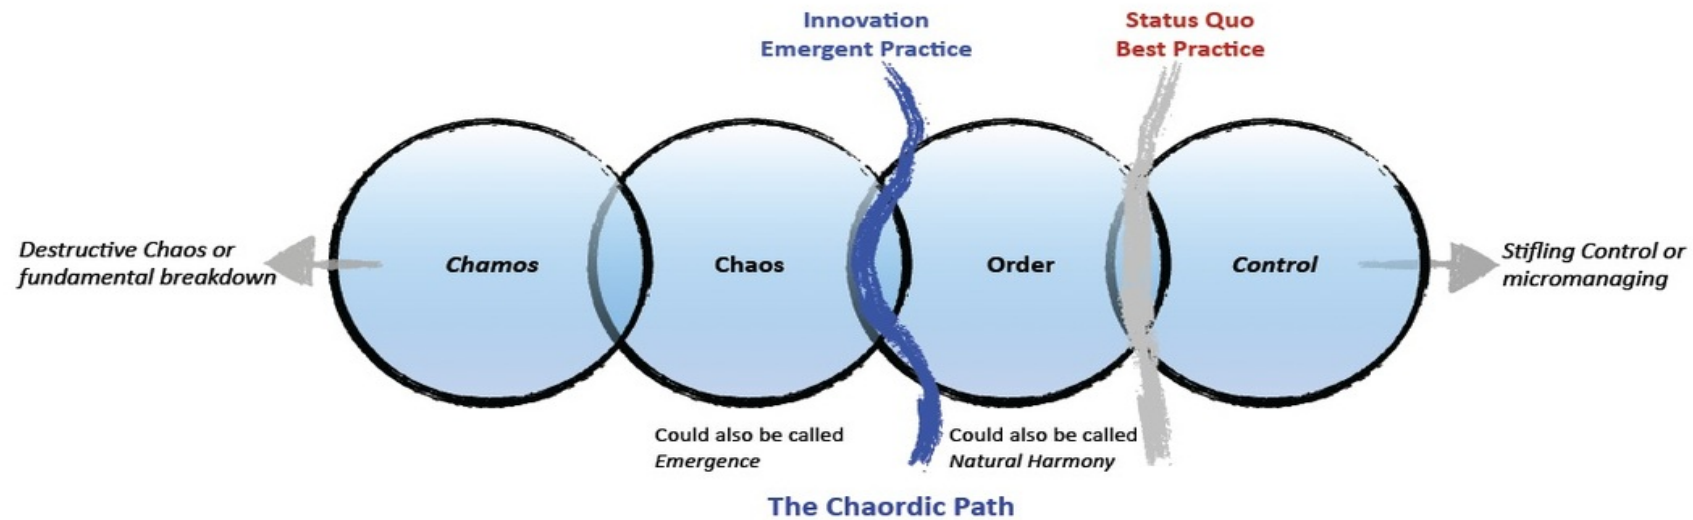 Innovation
Emergent Practice
Status Quo
Best Practice
Destructive Chaos or
fundamental breakdown
Chamos
Chaos
Order
Control
Stifling Control or
micromanaging
Could also be called
Emergence
Could also be called
Natural Harmony
The Chaordic Path